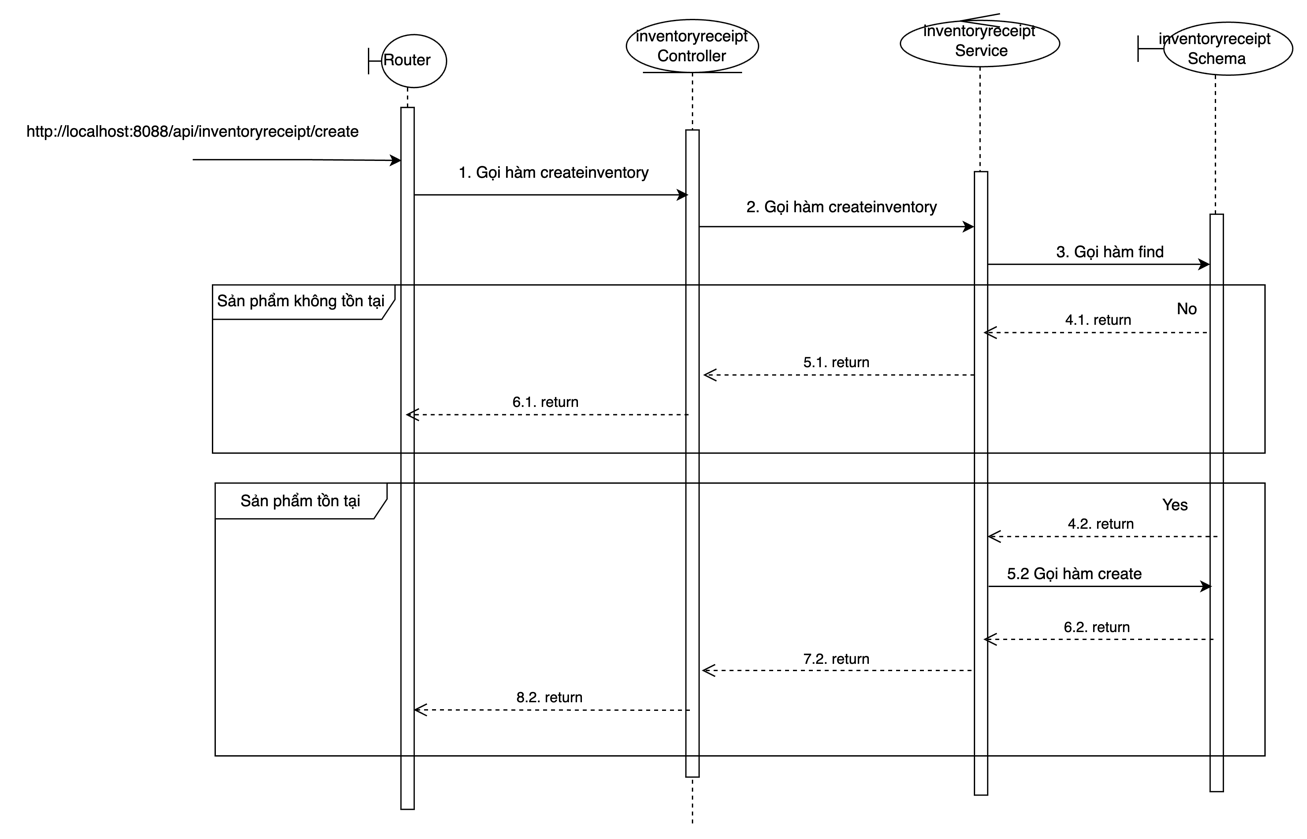 Router
inventoryreceipt
Controller
inventoryreceipt
Service
inventoryreceipt
Schema
http://localhost:8088/api/inventoryreceipt/create
1. Gọi hàm createinventory
2. Gọi hàm createinventory
3. Gọi hàm find
Sản phẩm không tồn tại
No
4.1. return
5.1. return
6.1. return
Sản phẩm tồn tại
Yes
4.2. return
5.2 Gọi hàm create
6.2. return
7.2. return
8.2. return